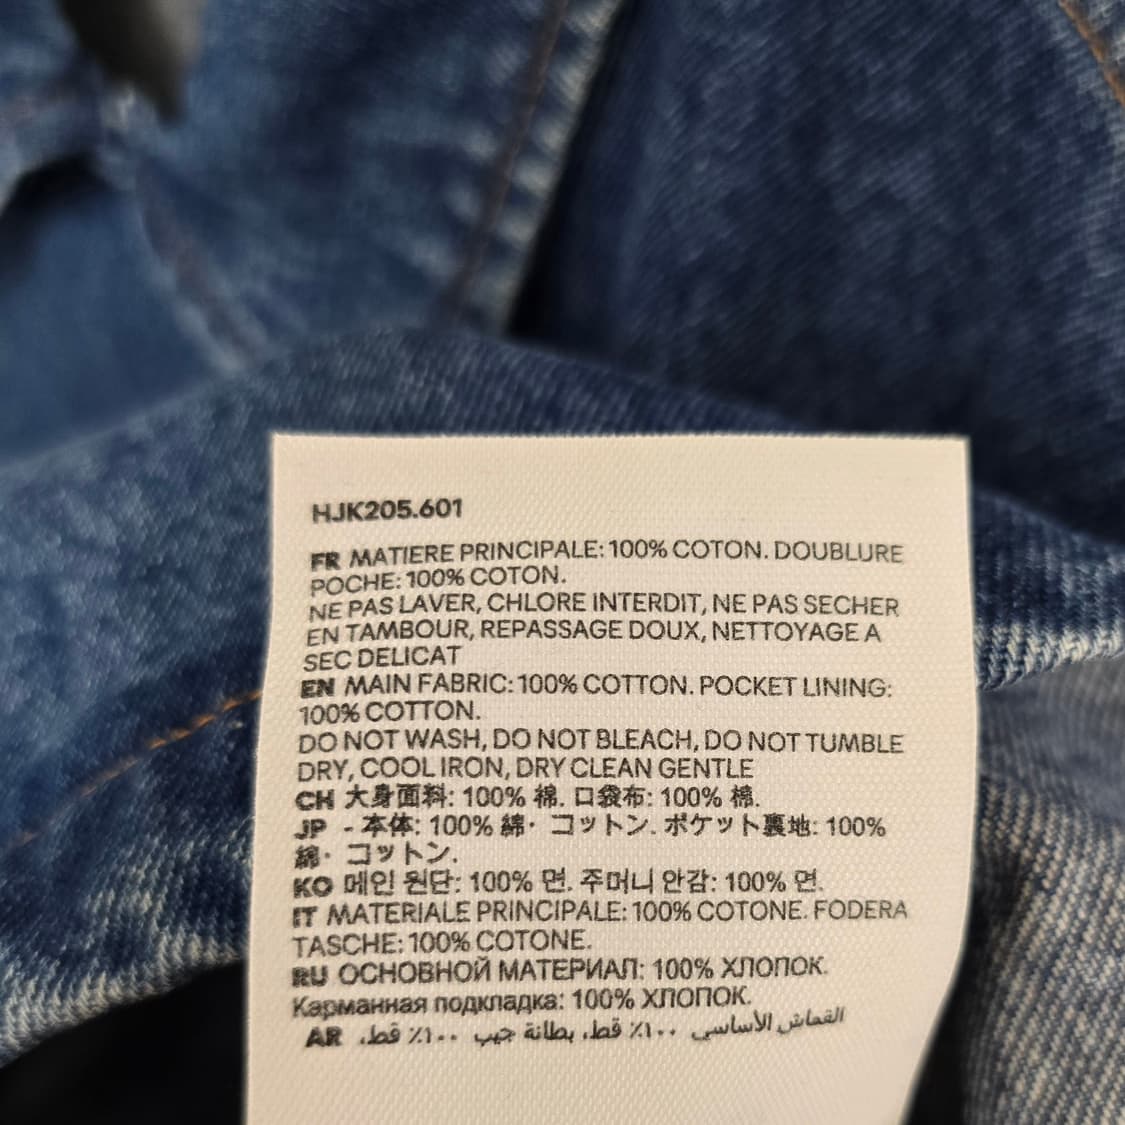 HJK205.601
FR MATIERE PRINCIPALE: 100% COTON. DOUBLURE
POCHE: 100% COTON.
NE PAS LAVER, CHLORE INTERDIT, NE PAS SECHER
EN TAMBOUR, REPASSAGE DOUX, NETTOYAGE A
SEC DELICAT
EN MAIN FABRIC: 100% COTTON. POCKET LINING:
100% COTTON.
DO NOT WASH, DO NOT BLEACH, DO NOT TUMBLE
DRY, COOL IRON, DRY CLEAN GENTLE
CH 大身面料: 100% 棉. 口袋布: 100% 棉.
JP - 本体: 100% 綿・ コットン. ポケット裏地: 100%
綿・ コットン.
KO 메인 원단: 100% 면. 주머니 안감: 100% 면.
IT MATERIALE PRINCIPALE: 100% COTONE. FODERA
TASCHE: 100% COTONE.
RU ОСНОВНОЙ МАТЕРИАЛ: 100% ХЛОПОК.
Карманная подкладка: 100% ХЛОПОК.
AR القماش الأساسي ١٠٠٪ قطن. بطانة جيب ١٠٠٪ قطن.